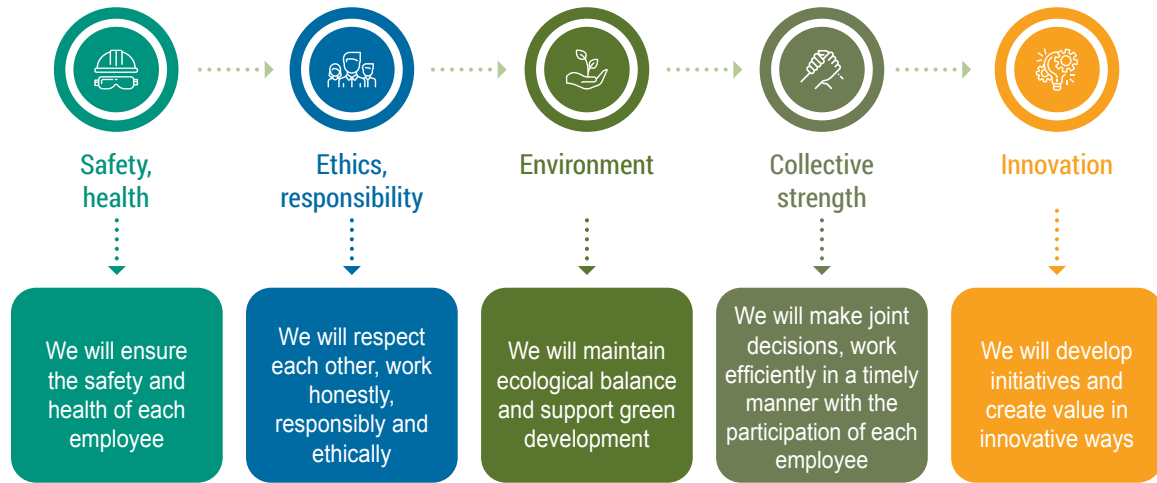 Safety,
health
Ethics,
responsibility
Environment
Collective
strength
Innovation
We will ensure
the safety and
health of each
employee
We will respect
each other, work
honestly,
responsibly and
ethically
We will maintain
ecological balance
and support green
development
We will make joint
decisions, work
efficiently in a timely
manner with the
participation of each
employee
We will develop
initiatives and
create value in
innovative ways